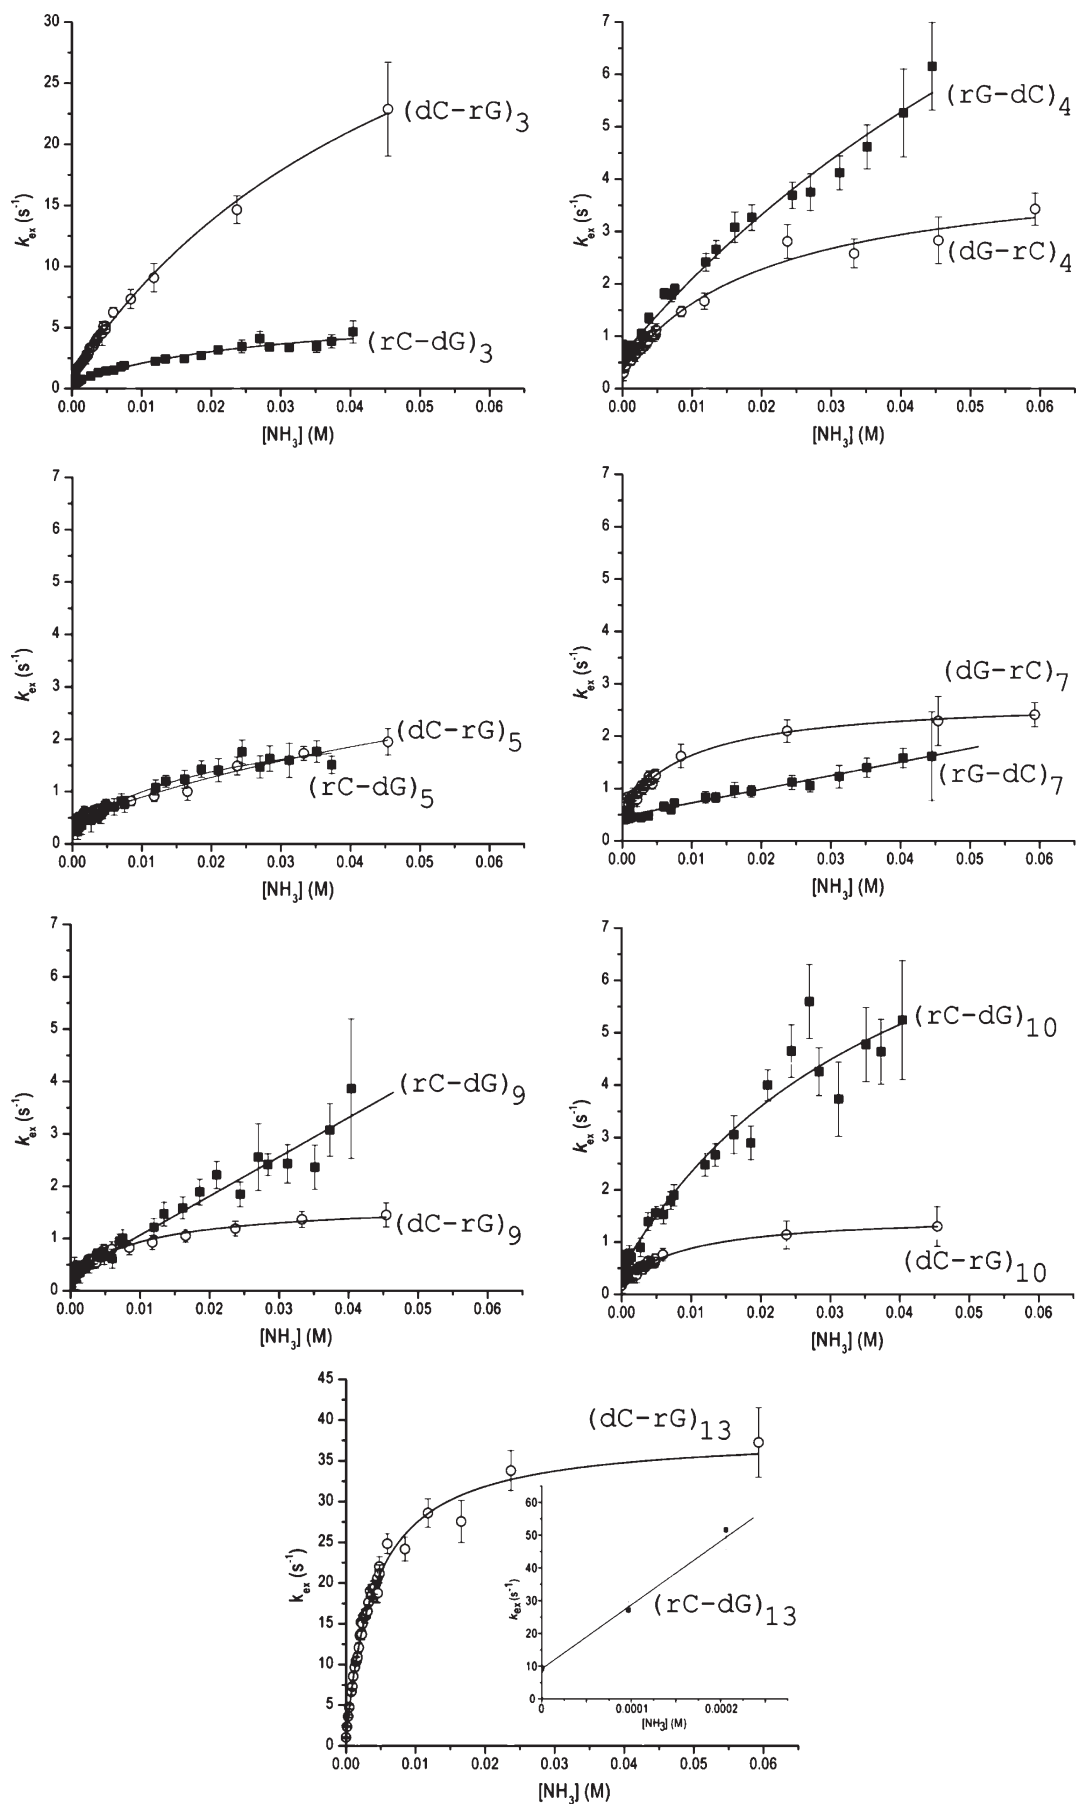 30
25
20
15
10
5
0
k_ex (s⁻¹)
(dC-rG)₃
(rC-dG)₃
0.00 0.01 0.02 0.03 0.04 0.05 0.06
[NH₃] (M)
7
6
5
4
3
2
1
0
k_ex (s⁻¹)
(rG-dC)₄
(dG-rC)₄
0.00 0.01 0.02 0.03 0.04 0.05 0.06
[NH₃] (M)
7
6
5
4
3
2
1
0
k_ex (s⁻¹)
(dC-rG)₅
(rC-dG)₅
0.00 0.01 0.02 0.03 0.04 0.05 0.06
[NH₃] (M)
7
6
5
4
3
2
1
0
k_ex (s⁻¹)
(dG-rC)₇
(rG-dC)₇
0.00 0.01 0.02 0.03 0.04 0.05 0.06
[NH₃] (M)
7
6
5
4
3
2
1
0
k_ex (s⁻¹)
(rC-dG)₉
(dC-rG)₉
0.00 0.01 0.02 0.03 0.04 0.05 0.06
[NH₃] (M)
7
6
5
4
3
2
1
0
k_ex (s⁻¹)
(rC-dG)₁₀
(dC-rG)₁₀
0.00 0.01 0.02 0.03 0.04 0.05 0.06
[NH₃] (M)
45
40
35
30
25
20
15
10
5
0
k_ex (s⁻¹)
(dC-rG)₁₃
60
50
40
30
20
10
0
k_ex (s⁻¹)
(rC-dG)₁₃
0 0.0001 0.0002
[NH₃] (M)
0.00 0.01 0.02 0.03 0.04 0.05 0.06
[NH₃] (M)